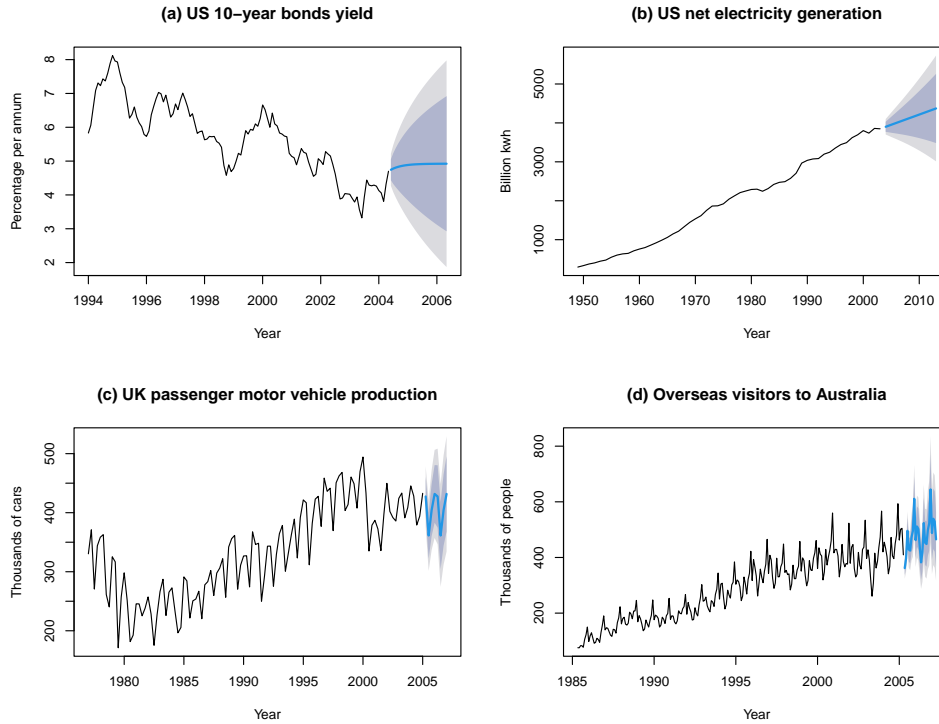 (a) US 10−year bonds yield
Percentage per annum
8
7
6
5
4
3
2
1994 1996 1998 2000 2002 2004 2006
Year
(b) US net electricity generation
Billion kwh
5000
3000
1000
1950 1960 1970 1980 1990 2000 2010
Year
(c) UK passenger motor vehicle production
Thousands of cars
500
400
300
200
1980 1985 1990 1995 2000 2005
Year
(d) Overseas visitors to Australia
Thousands of people
800
600
400
200
1985 1990 1995 2000 2005
Year